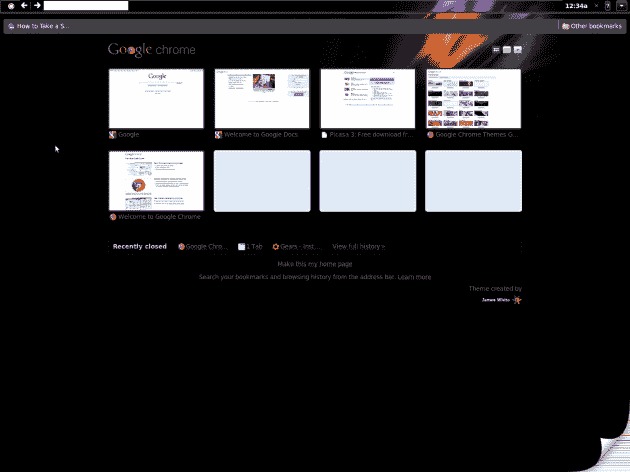 12:34a
How to Take a S...
Other bookmarks
Google chrome
Google
Welcome to Google Docs
Picasa 3: Free download fr...
Google Chrome Themes G...
Welcome to Google Chrome
Recently closed
Google Chro...
1 Tab
Gears - Inst...
View full history »
Make this my home page
Search your bookmarks and browsing history from the address bar. Learn more
Theme created by
James White